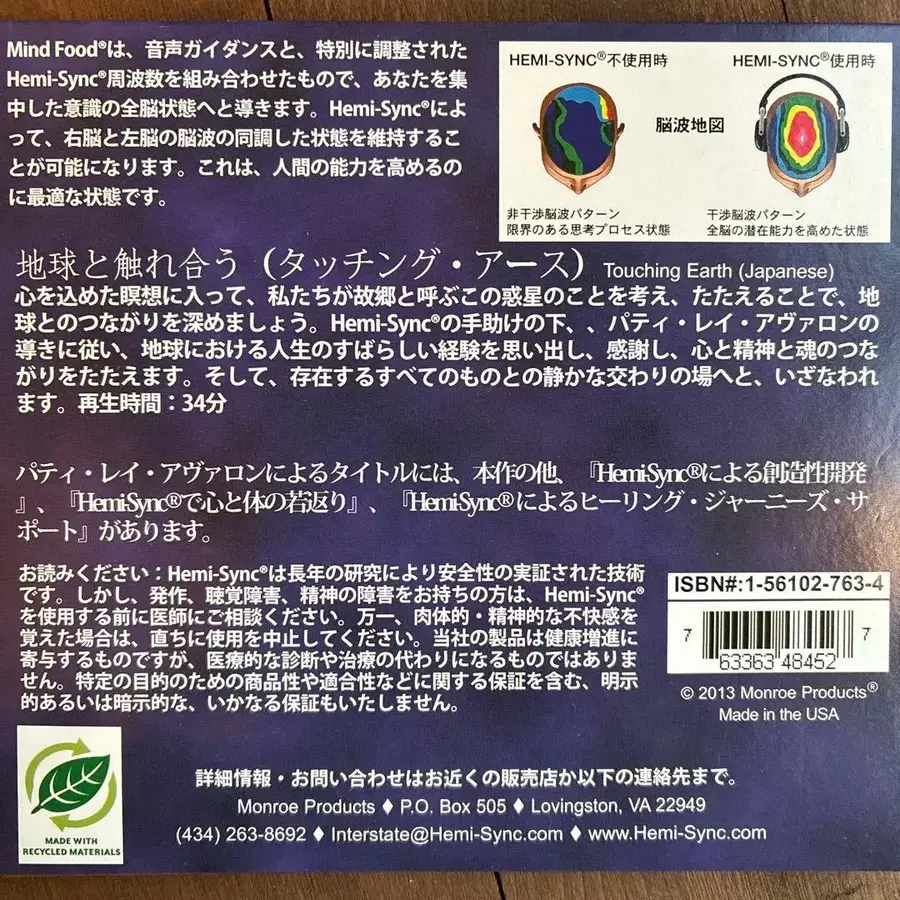 Mind Food®は、音声ガイダンスと、特別に調整された
Hemi-Sync®周波数を組み合わせたもので、あなたを集
中した意識の全脳状態へと導きます。Hemi-Sync®によ
って、右脳と左脳の脳波の同調した状態を維持するこ
とが可能になります。これは、人間の能力を高めるの
に最適な状態です。
HEMI-SYNC®不使用時
HEMI-SYNC®使用時
脳波地図
非干渉脳波パターン
限界のある思考プロセス状態
干渉脳波パターン
全脳の潜在能力を高めた状態
地球と触れ合う（タッチング・アース） Touching Earth (Japanese)
心を込めた瞑想に入って、私たちが故郷と呼ぶこの惑星のことを考え、たたえることで、地
球とのつながりを深めましょう。Hemi-Sync®の手助けの下、、パティ・レイ・アヴァロンの
導きに従い、地球における人生のすばらしい経験を思い出し、感謝し、心と精神と魂のつな
がりをたたえます。そして、存在するすべてのものとの静かな交わりの場へと、いざなわれ
ます。再生時間：34分
パティ・レイ・アヴァロンによるタイトルには、本作の他、『Hemi-Sync®による創造性開発
』、『Hemi-Sync®で心と体の若返り』、『Hemi-Sync®によるヒーリング・ジャーニーズ・サ
ポート』があります。
お読みください：Hemi-Sync®は長年の研究により安全性の実証された技術
です。しかし、発作、聴覚障害、精神の障害をお持ちの方は、Hemi-Sync®
を使用する前に医師にご相談ください。万一、肉体的・精神的な不快感を
覚えた場合は、直ちに使用を中止してください。当社の製品は健康増進に
寄与するものですが、医療的な診断や治療の代わりになるものではありま
せん。特定の目的のための商品性や適合性などに関する保証を含む、明示
的あるいは暗示的な、いかなる保証もいたしません。
ISBN#:1-56102-763-4
7 63363 48452 7
© 2013 Monroe Products®
Made in the USA
MADE WITH
RECYCLED MATERIALS
詳細情報・お問い合わせはお近くの販売店か以下の連絡先まで。
Monroe Products ♦ P.O. Box 505 ♦ Lovingston, VA 22949
(434) 263-8692 ♦ Interstate@Hemi-Sync.com ♦ www.Hemi-Sync.com